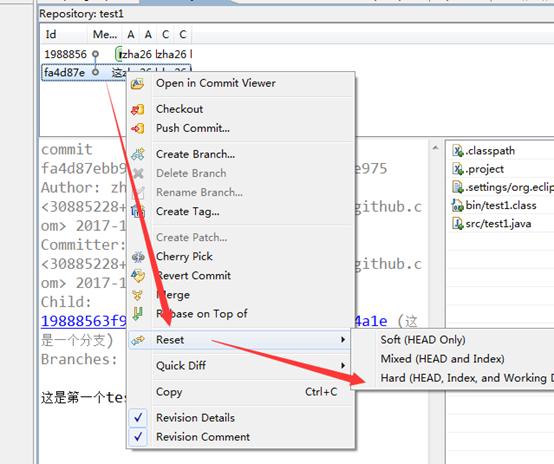 Repository: test1
Id Me... A A C C
1988856 zha26 zha26
fa4d87e 这 zha26 zha26
Open in Commit Viewer
Checkout
Push Commit...
Create Branch...
Delete Branch
Rename Branch...
Create Tag...
Create Patch...
Cherry Pick
Revert Commit
Merge
Rebase on Top of
Reset
Quick Diff
Copy Ctrl+C
Revision Details
Revision Comment
Soft (HEAD Only)
Mixed (HEAD and Index)
Hard (HEAD, Index, and Working
commit
fa4d87ebb9 e975
Author: zh
<30885228+ github.c
om> 2017-1
Committer:
<30885228+ github.c
om> 2017-1
Child:
19888563f9 4a1e (这
是一个分支)
Branches:
这是第一个tes
.classpath
.project
.settings/org.eclip
bin/test1.class
src/test1.java